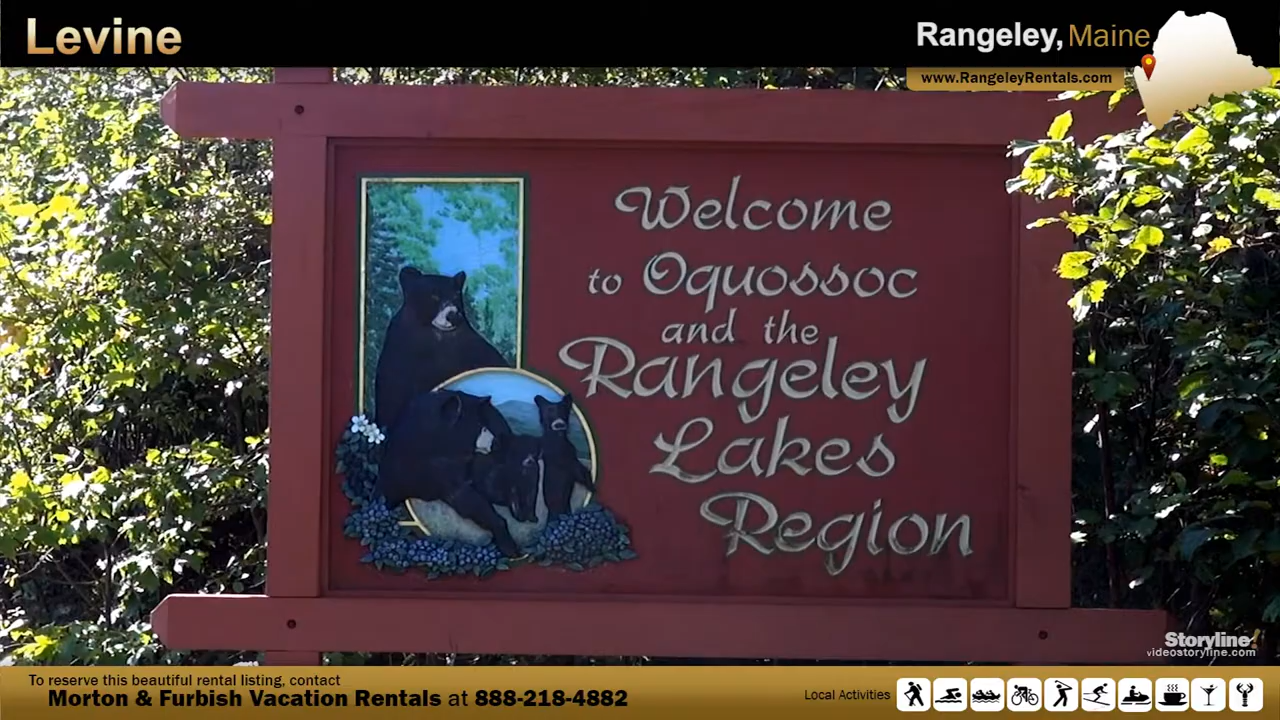 Levine
Rangeley, Maine
www.RangeleyRentals.com
Welcome
to Oquossoc
and the
Rangeley
Lakes
Region
Storyline!
videostoryline.com
To reserve this beautiful rental listing, contact
Morton & Furbish Vacation Rentals at 888-218-4882
Local Activities